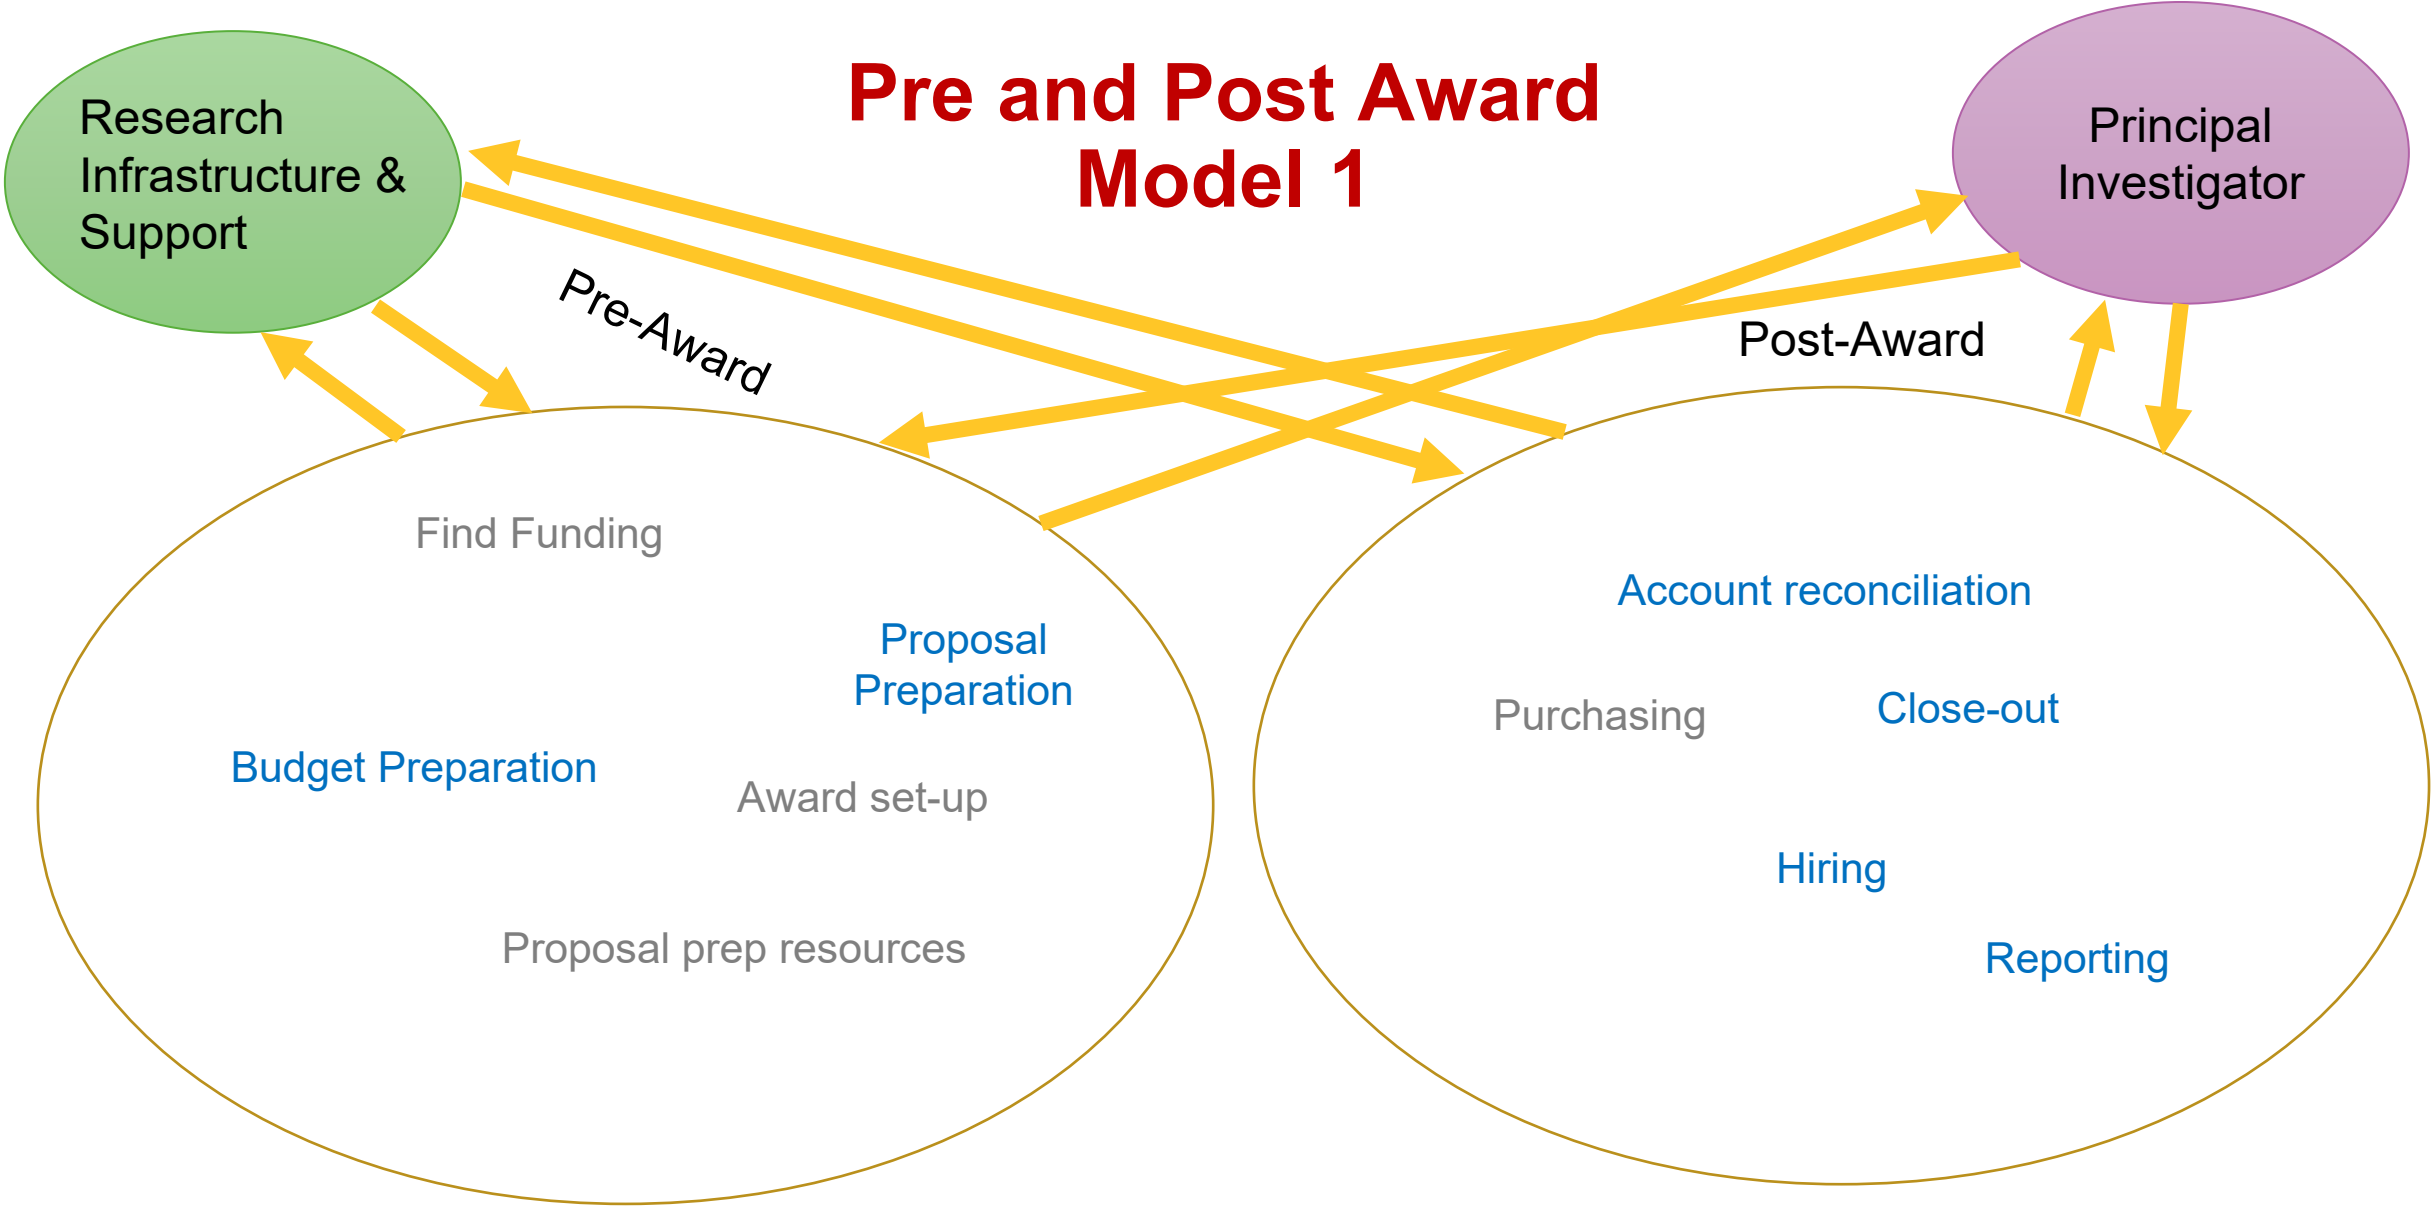 Pre and Post Award
Model 1
Research
Infrastructure &
Support
Principal
Investigator
Pre-Award
Post-Award
Find Funding
Proposal
Preparation
Budget Preparation
Award set-up
Proposal prep resources
Account reconciliation
Purchasing
Close-out
Hiring
Reporting